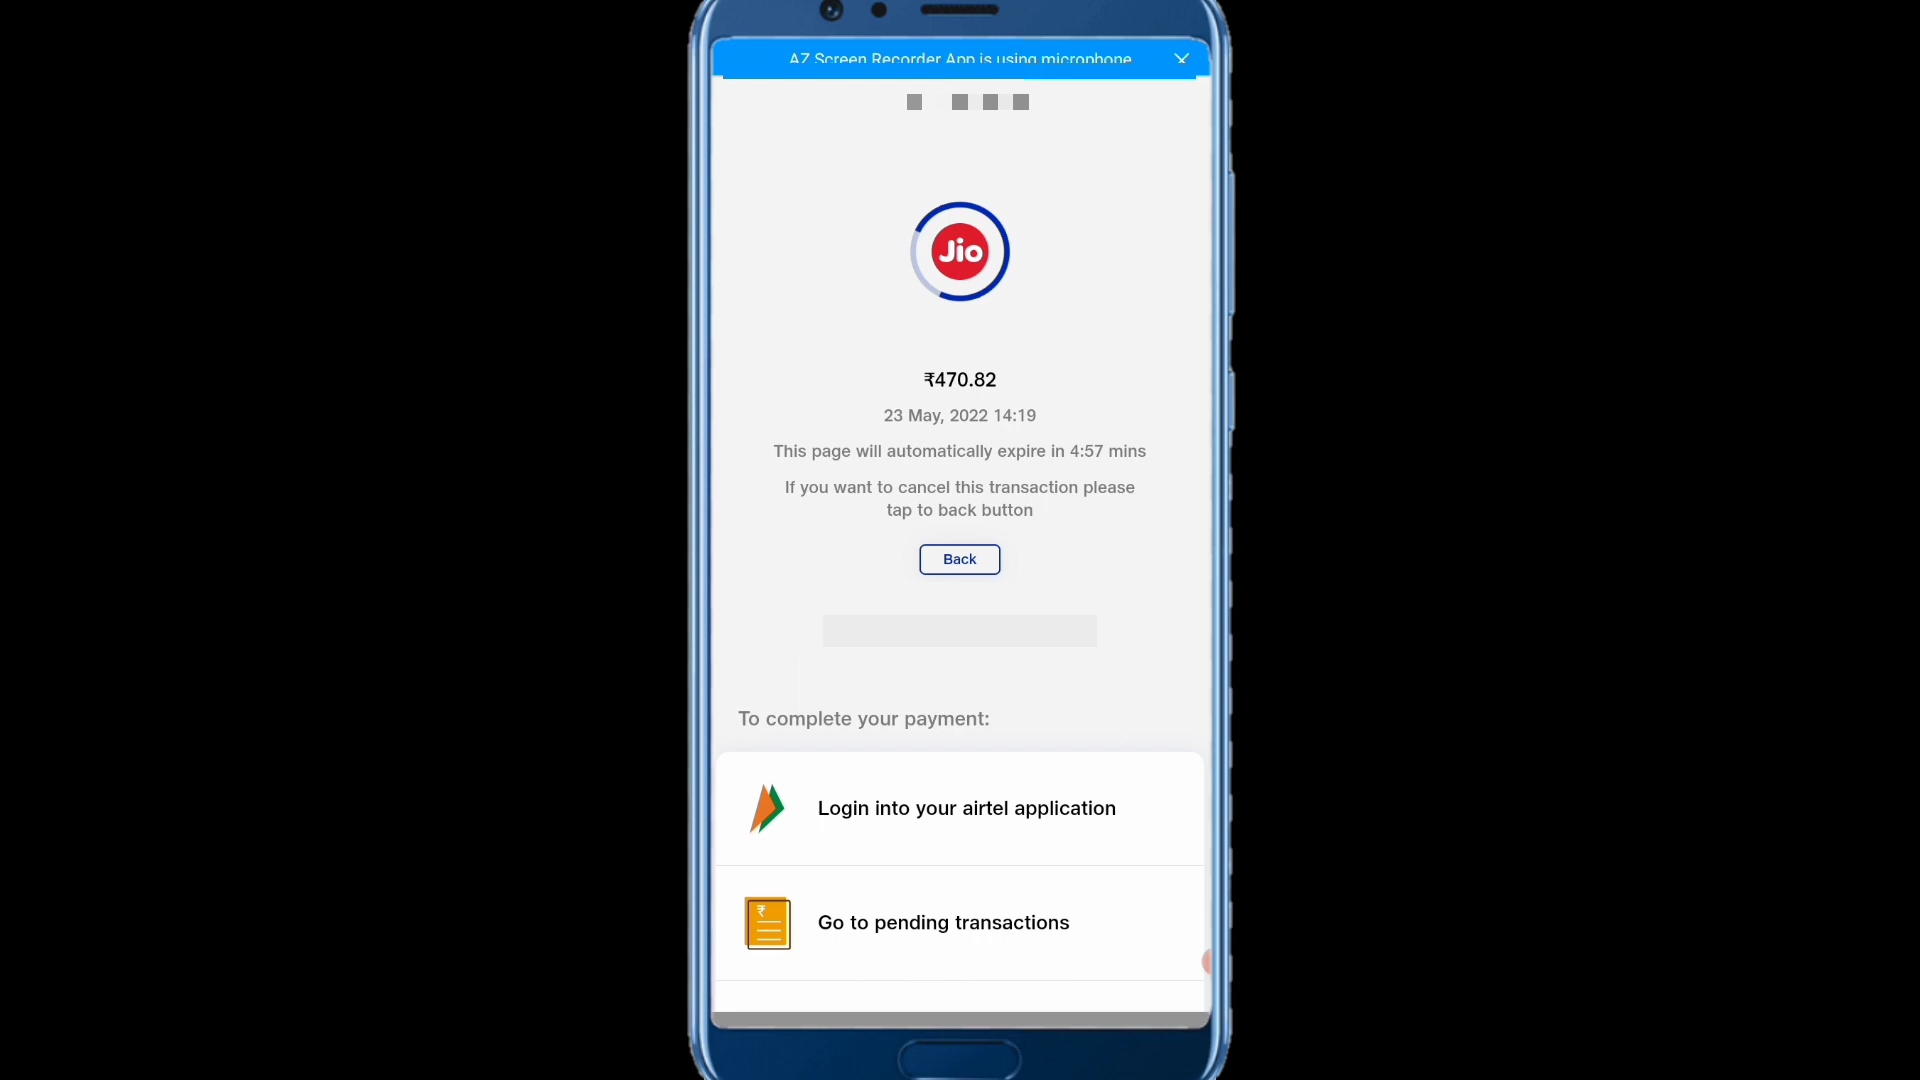 AZ Screen Recorder App is using microphone
Jio
₹470.82
23 May, 2022 14:19
This page will automatically expire in 4:57 mins
If you want to cancel this transaction please
tap to back button
Back
To complete your payment:
Login into your airtel application
₹
Go to pending transactions